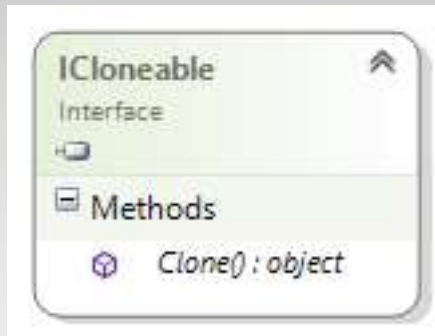 ICloneable
Interface
Methods
Clone() : object